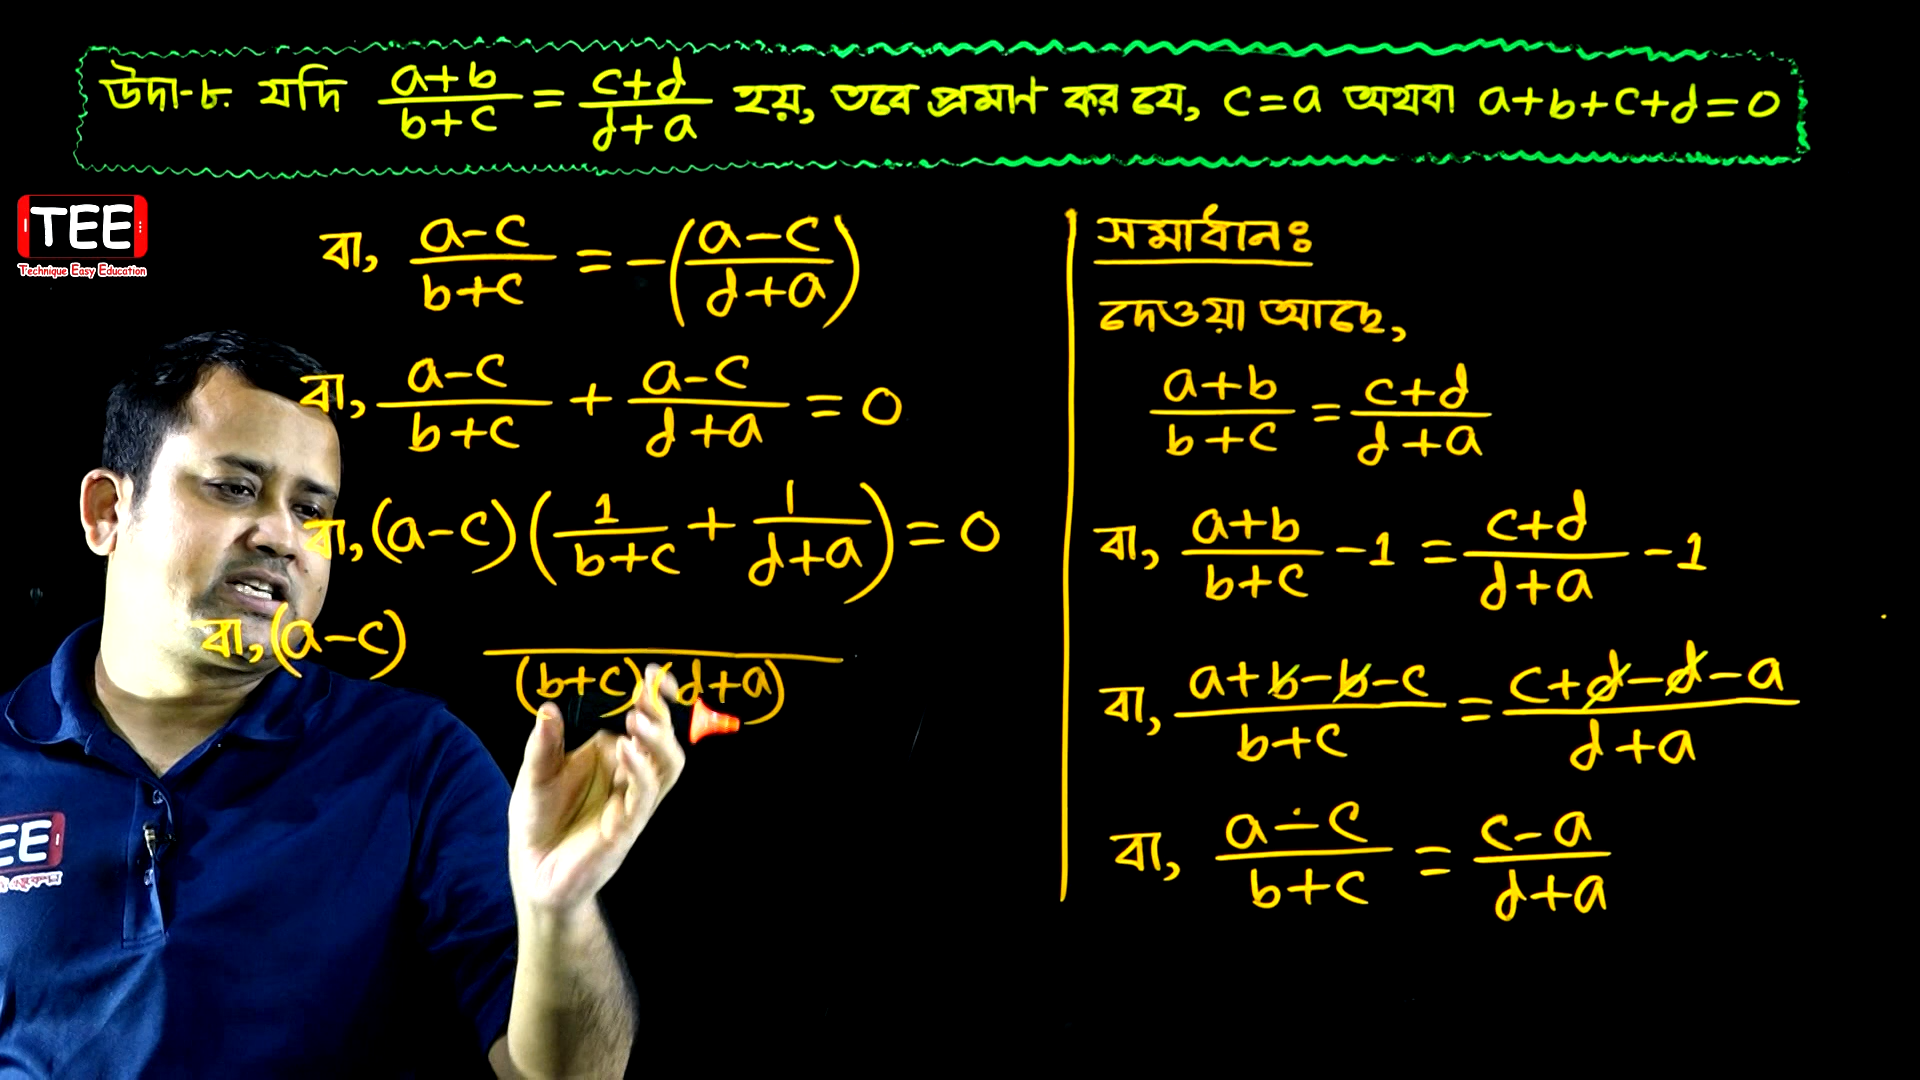 উদা-৮. যদি (a+b)/(b+c) = (c+d)/(d+a) হয়, তবে প্রমাণ কর যে, c=a অথবা a+b+c+d=0
TEE
Technique Easy Education
সমাধানঃ
দেওয়া আছে,
(a+b)/(b+c) = (c+d)/(d+a)
বা, (a+b)/(b+c) -1 = (c+d)/(d+a) -1
বা, (a+b-b-c)/(b+c) = (c+d-d-a)/(d+a)
বা, (a-c)/(b+c) = (c-a)/(d+a)
বা, (a-c)/(b+c) = -((a-c)/(d+a))
বা, (a-c)/(b+c) + (a-c)/(d+a) = 0
বা, (a-c)(1/(b+c) + 1/(d+a)) = 0
বা, (a-c) /(b+c)(d+a)
EE